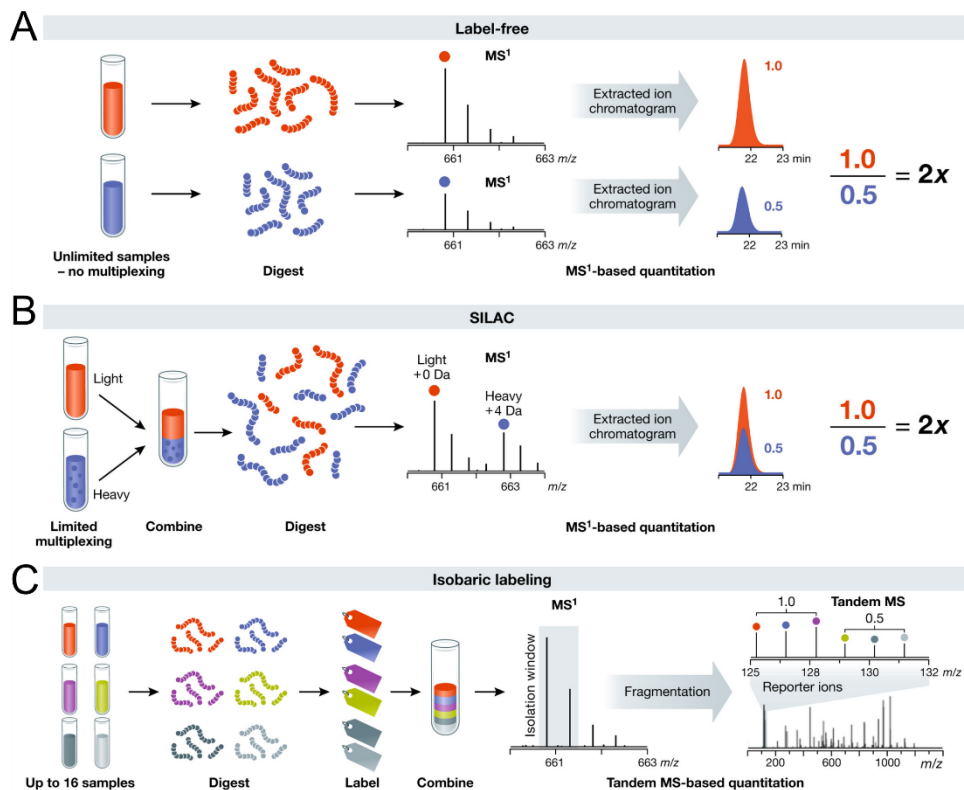 A
Label-free
MS¹
661
663 m/z
Extracted ion
chromatogram
1.0
22
23 min
MS¹
661
663 m/z
Extracted ion
chromatogram
0.5
22
23 min
1.0
0.5
= 2x
Unlimited samples
– no multiplexing
Digest
MS¹-based quantitation
B
SILAC
Light
Heavy
Light
+0 Da
MS¹
Heavy
+4 Da
661
663
m/z
Extracted ion
chromatogram
1.0
0.5
22
23 min
1.0
0.5
= 2x
Limited
multiplexing
Combine
Digest
MS¹-based quantitation
C
Isobaric labeling
MS¹
Isolation window
661
663 m/z
Fragmentation
Tandem MS
1.0
0.5
125
128
130
132 m/z
Reporter ions
200
600
1000
m/z
Up to 16 samples
Digest
Label
Combine
Tandem MS-based quantitation